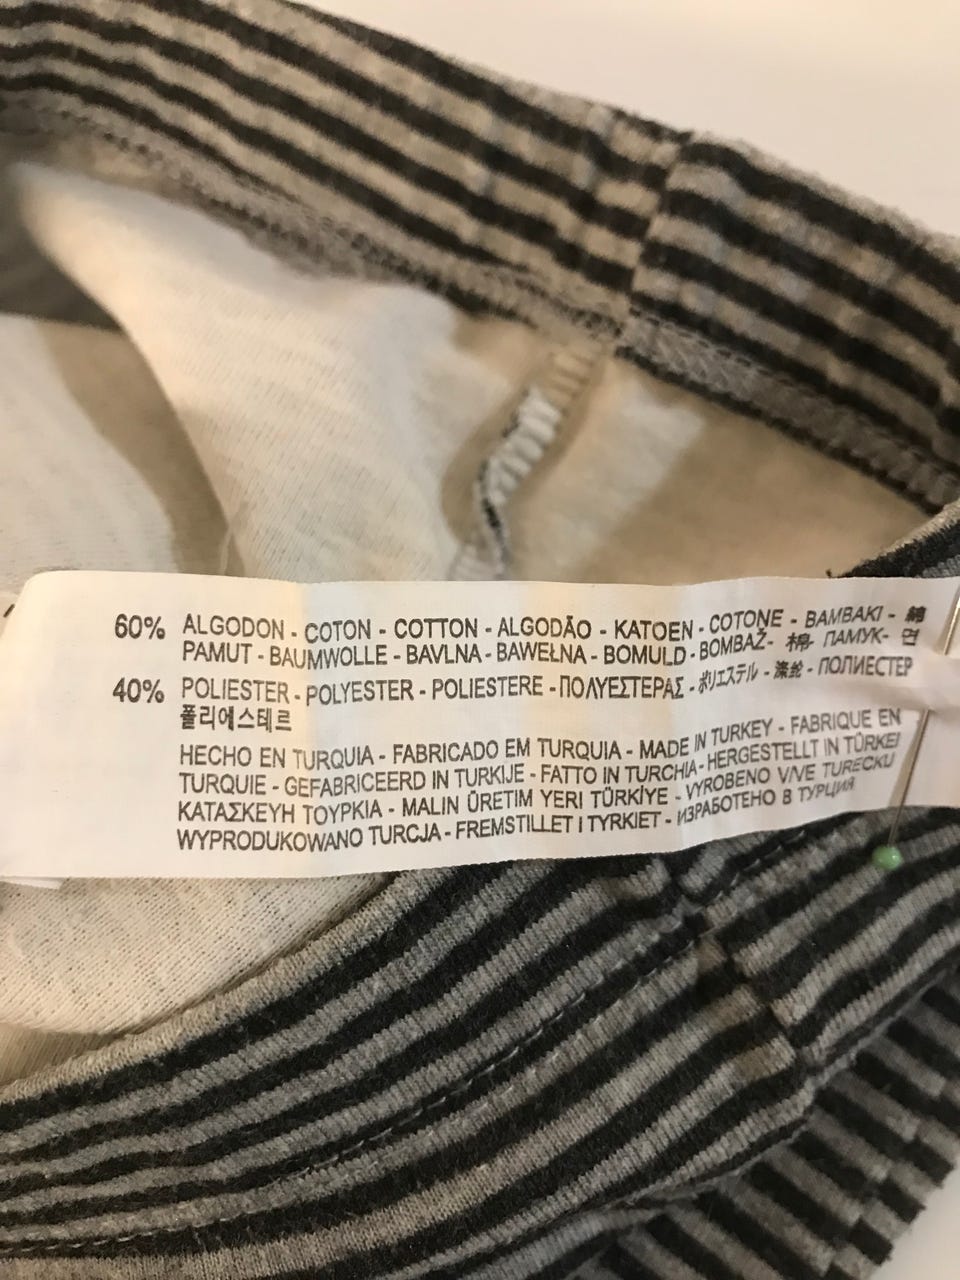 60% ALGODON - COTON - COTTON - ALGODÃO - KATOEN - COTONE - BAMBAKI - 綿
PAMUT - BAUMWOLLE - BAVLNA - BAWEŁNA - BOMULD - BOMBAŽ - 棉 - ПАМУК - 면
40% POLIESTER - POLYESTER - POLIESTERE - ΠΟΛΥΕΣΤΕΡΑΣ - ポリエステル - 涤纶 - ПОЛИЕСТЕР
폴리에스테르
HECHO EN TURQUIA - FABRICADO EM TURQUIA - MADE IN TURKEY - FABRIQUE EN
TURQUIE - GEFABRICEERD IN TURKIJE - FATTO IN TURCHIA - HERGESTELLT IN TÜRKEI
ΚΑΤΑΣΚΕΥΗ ΤΟΥΡΚΙΑ - MALIN ÜRETIM YERI TÜRKİYE - VYROBENO V/VE TURECKU
WYPRODUKOWANO TURCJA - FREMSTILLET I TYRKIET - ИЗРАБОТЕНО В ТУРЦИЯ